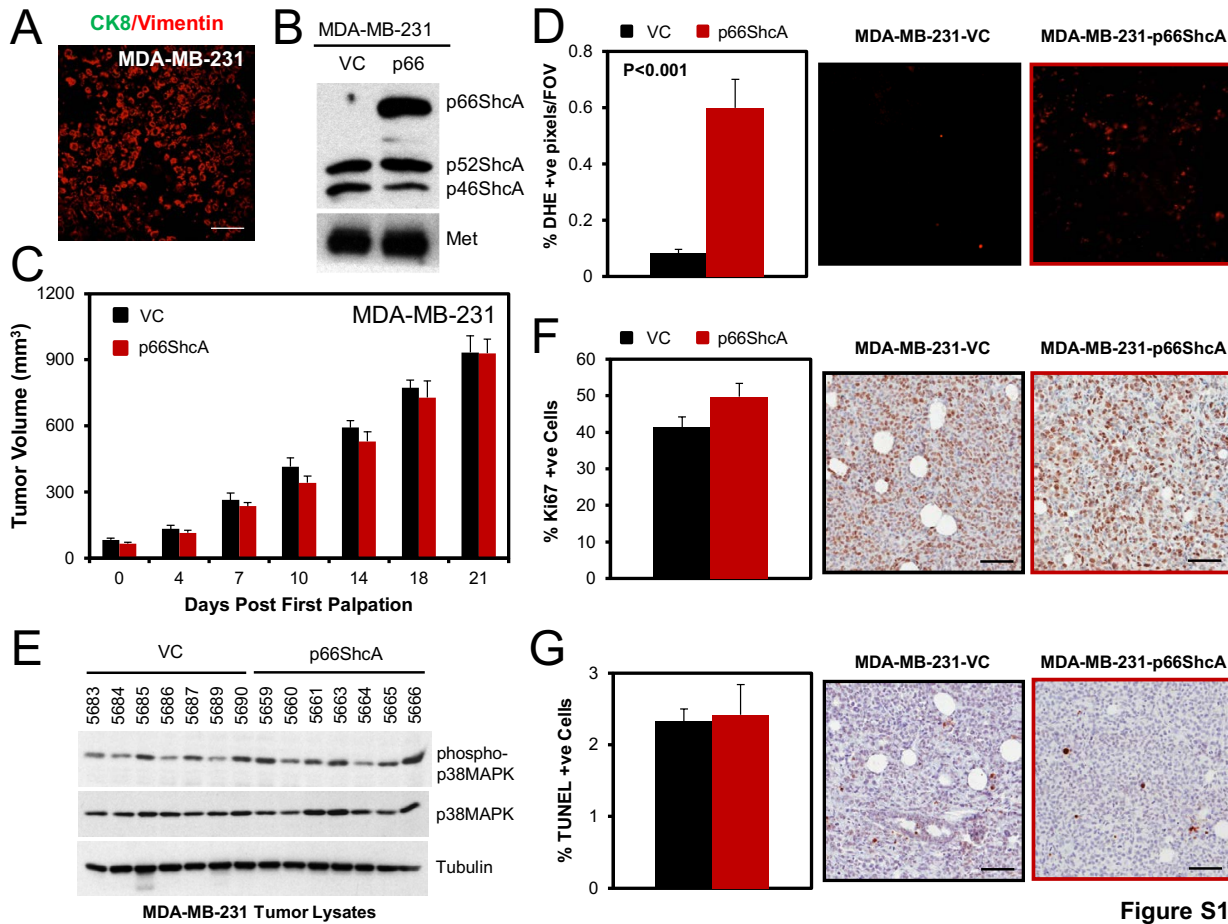 A
CK8/Vimentin
MDA-MB-231
B
MDA-MB-231
VC p66
p66ShcA
p52ShcA
p46ShcA
Met
C
1200
900
600
300
0
Tumor Volume (mm³)
VC
p66ShcA
MDA-MB-231
0 4 7 10 14 18 21
Days Post First Palpation
D
VC p66ShcA
P<0.001
0.8
0.6
0.4
0.2
0
% DHE +ve pixels/FOV
MDA-MB-231-VC
MDA-MB-231-p66ShcA
E
VC p66ShcA
5683 5684 5685 5686 5687 5689 5690 5659 5660 5661 5663 5664 5665 5666
phospho-
p38MAPK
p38MAPK
Tubulin
MDA-MB-231 Tumor Lysates
F
VC p66ShcA
60
50
40
30
20
10
0
% Ki67 +ve Cells
MDA-MB-231-VC
MDA-MB-231-p66ShcA
G
3
2
1
0
% TUNEL +ve Cells
MDA-MB-231-VC
MDA-MB-231-p66ShcA
Figure S1